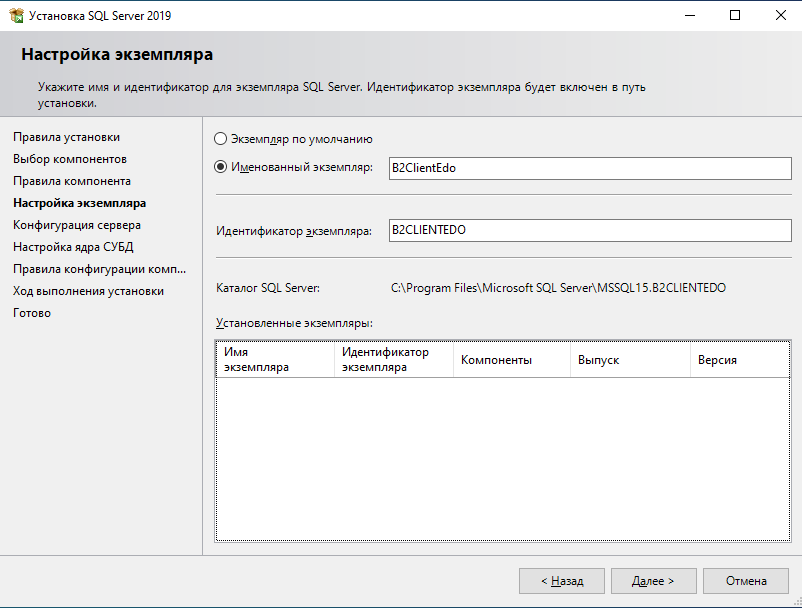 Установка SQL Server 2019
Настройка экземпляра
Укажите имя и идентификатор для экземпляра SQL Server. Идентификатор экземпляра будет включен в путь
установки.
Правила установки
Выбор компонентов
Правила компонента
Настройка экземпляра
Конфигурация сервера
Настройка ядра СУБД
Правила конфигурации комп...
Ход выполнения установки
Готово
Экземпляр по умолчанию
Именованный экземпляр: B2ClientEdo
Идентификатор экземпляра: B2CLIENTEDO
Каталог SQL Server: C:\Program Files\Microsoft SQL Server\MSSQL15.B2CLIENTEDO
Установленные экземпляры:
Имя экземпляра
Идентификатор экземпляра
Компоненты
Выпуск
Версия
< Назад
Далее >
Отмена